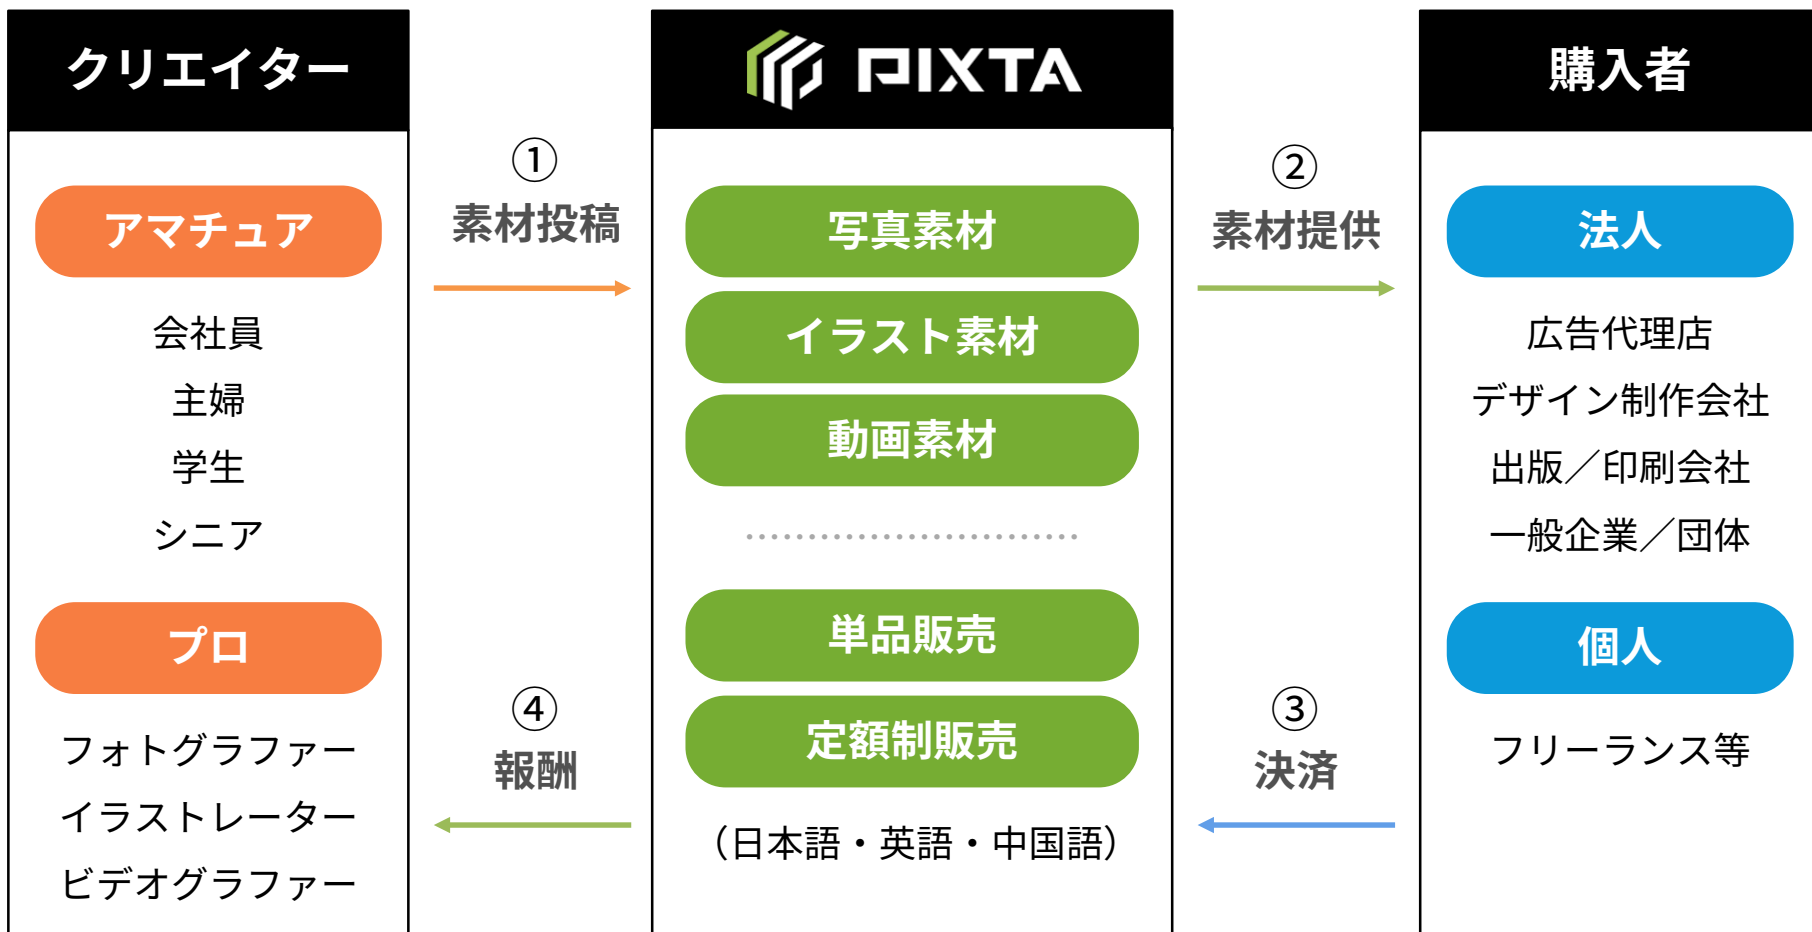 クリエイター
アマチュア
会社員
主婦
学生
シニア
プロ
フォトグラファー
イラストレーター
ビデオグラファー
①
素材投稿
④
報酬
PIXTA
写真素材
イラスト素材
動画素材
単品販売
定額制販売
（日本語・英語・中国語）
②
素材提供
③
決済
購入者
法人
広告代理店
デザイン制作会社
出版／印刷会社
一般企業／団体
個人
フリーランス等